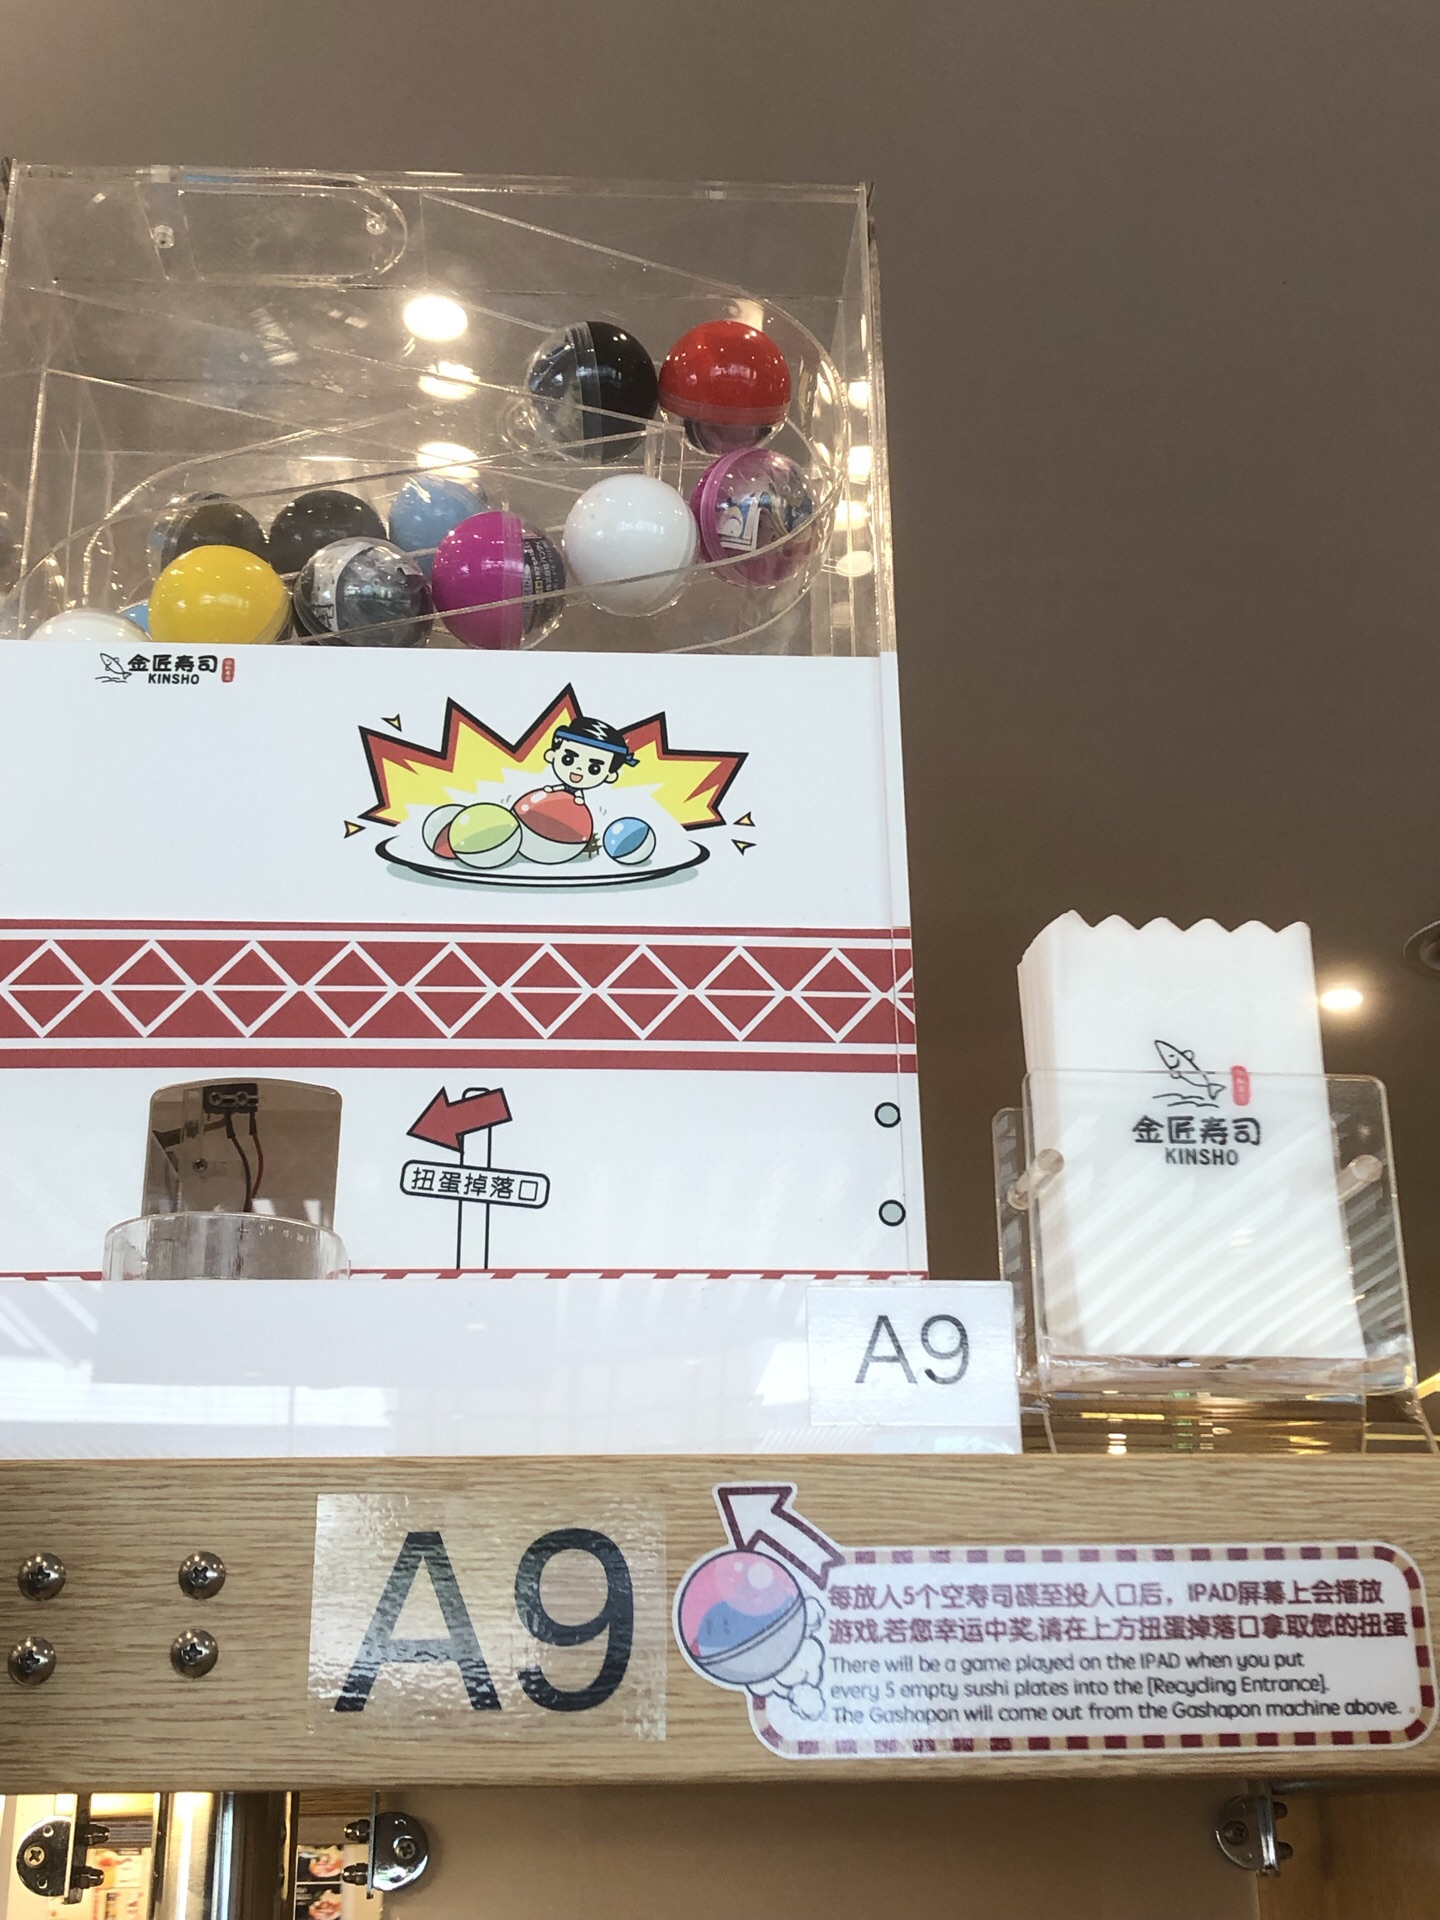 金匠寿司
KINSHO
扭蛋掉落口
金匠寿司
KINSHO
A9
A9
每放入5个空寿司碟至投入口后，IPAD屏幕上会播放
游戏,若您幸运中奖,请在上方扭蛋掉落口拿取您的扭蛋
There will be a game played on the IPAD when you put
every 5 empty sushi plates into the [Recycling Entrance].
The Gashapon will come out from the Gashapon machine above.